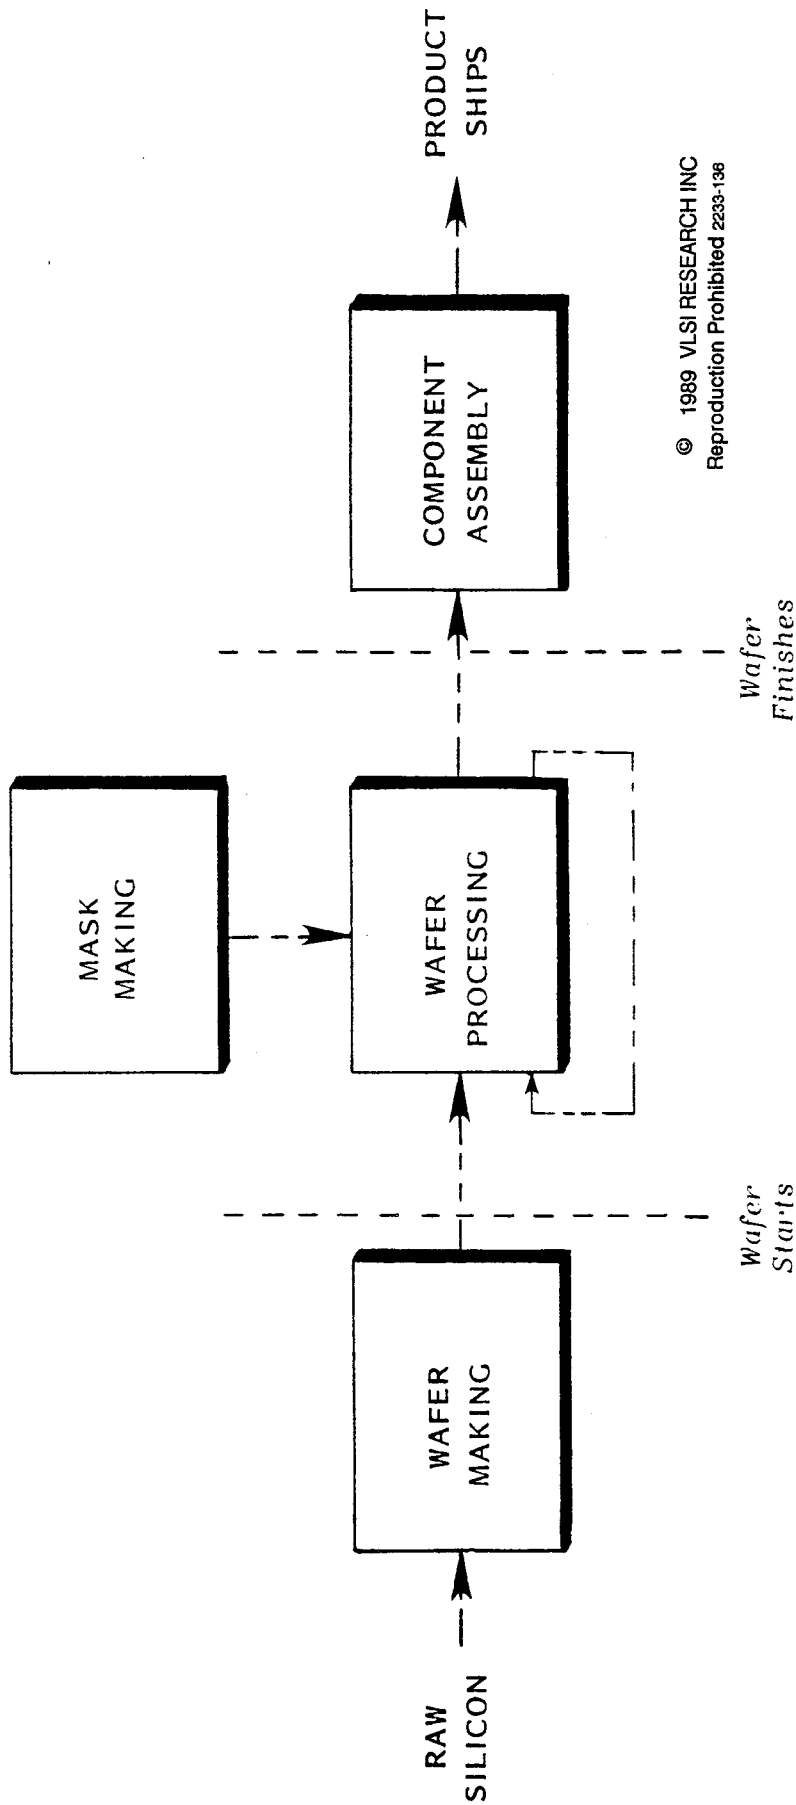 RAW
SILICON
WAFER
MAKING
Wafer
Starts
MASK
MAKING
WAFER
PROCESSING
Wafer
Finishes
COMPONENT
ASSEMBLY
PRODUCT
SHIPS
© 1989 VLSI RESEARCH INC
Reproduction Prohibited 2233-136